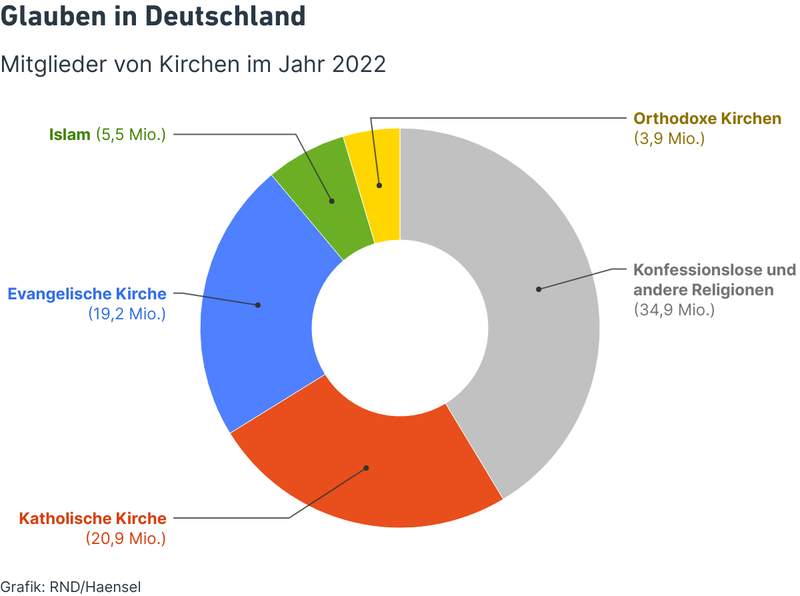 Glauben in Deutschland
Mitglieder von Kirchen im Jahr 2022
Islam (5,5 Mio.)
Orthodoxe Kirchen
(3,9 Mio.)
Konfessionslose und
andere Religionen
(34,9 Mio.)
Evangelische Kirche
(19,2 Mio.)
Katholische Kirche
(20,9 Mio.)
Grafik: RND/Haensel